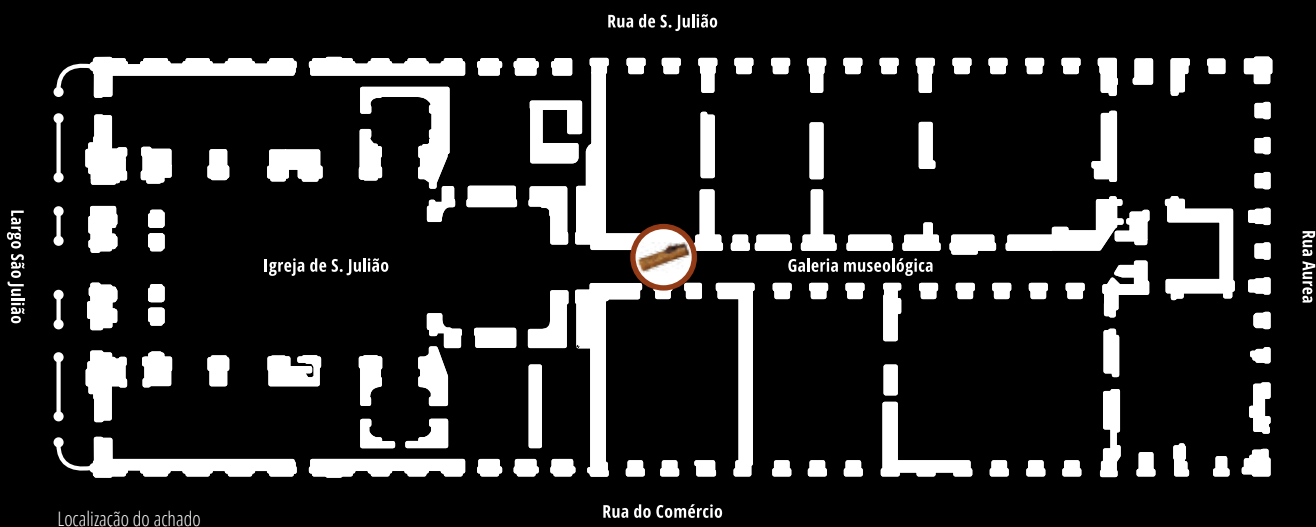 Rua de S. Julião
Largo São Julião
Igreja de S. Julião
Galeria museológica
Rua Aurea
Rua do Comércio
Localização do achado